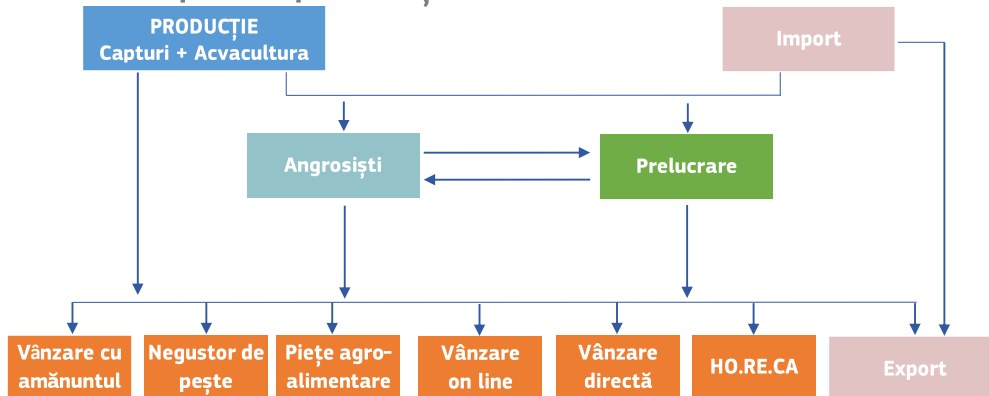 PRODUCȚIE
Capturi + Acvacultura
Import
Angrosiști
Prelucrare
Vânzare cu
amănuntul
Negustor de
pește
Piețe agro-
alimentare
Vânzare
on line
Vânzare
directă
HO.RE.CA
Export